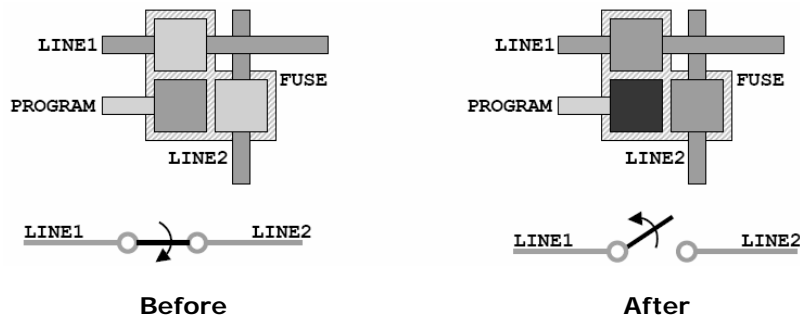 LINE1
FUSE
PROGRAM
LINE2
LINE1 LINE2
Before
LINE1
FUSE
PROGRAM
LINE2
LINE1 LINE2
After